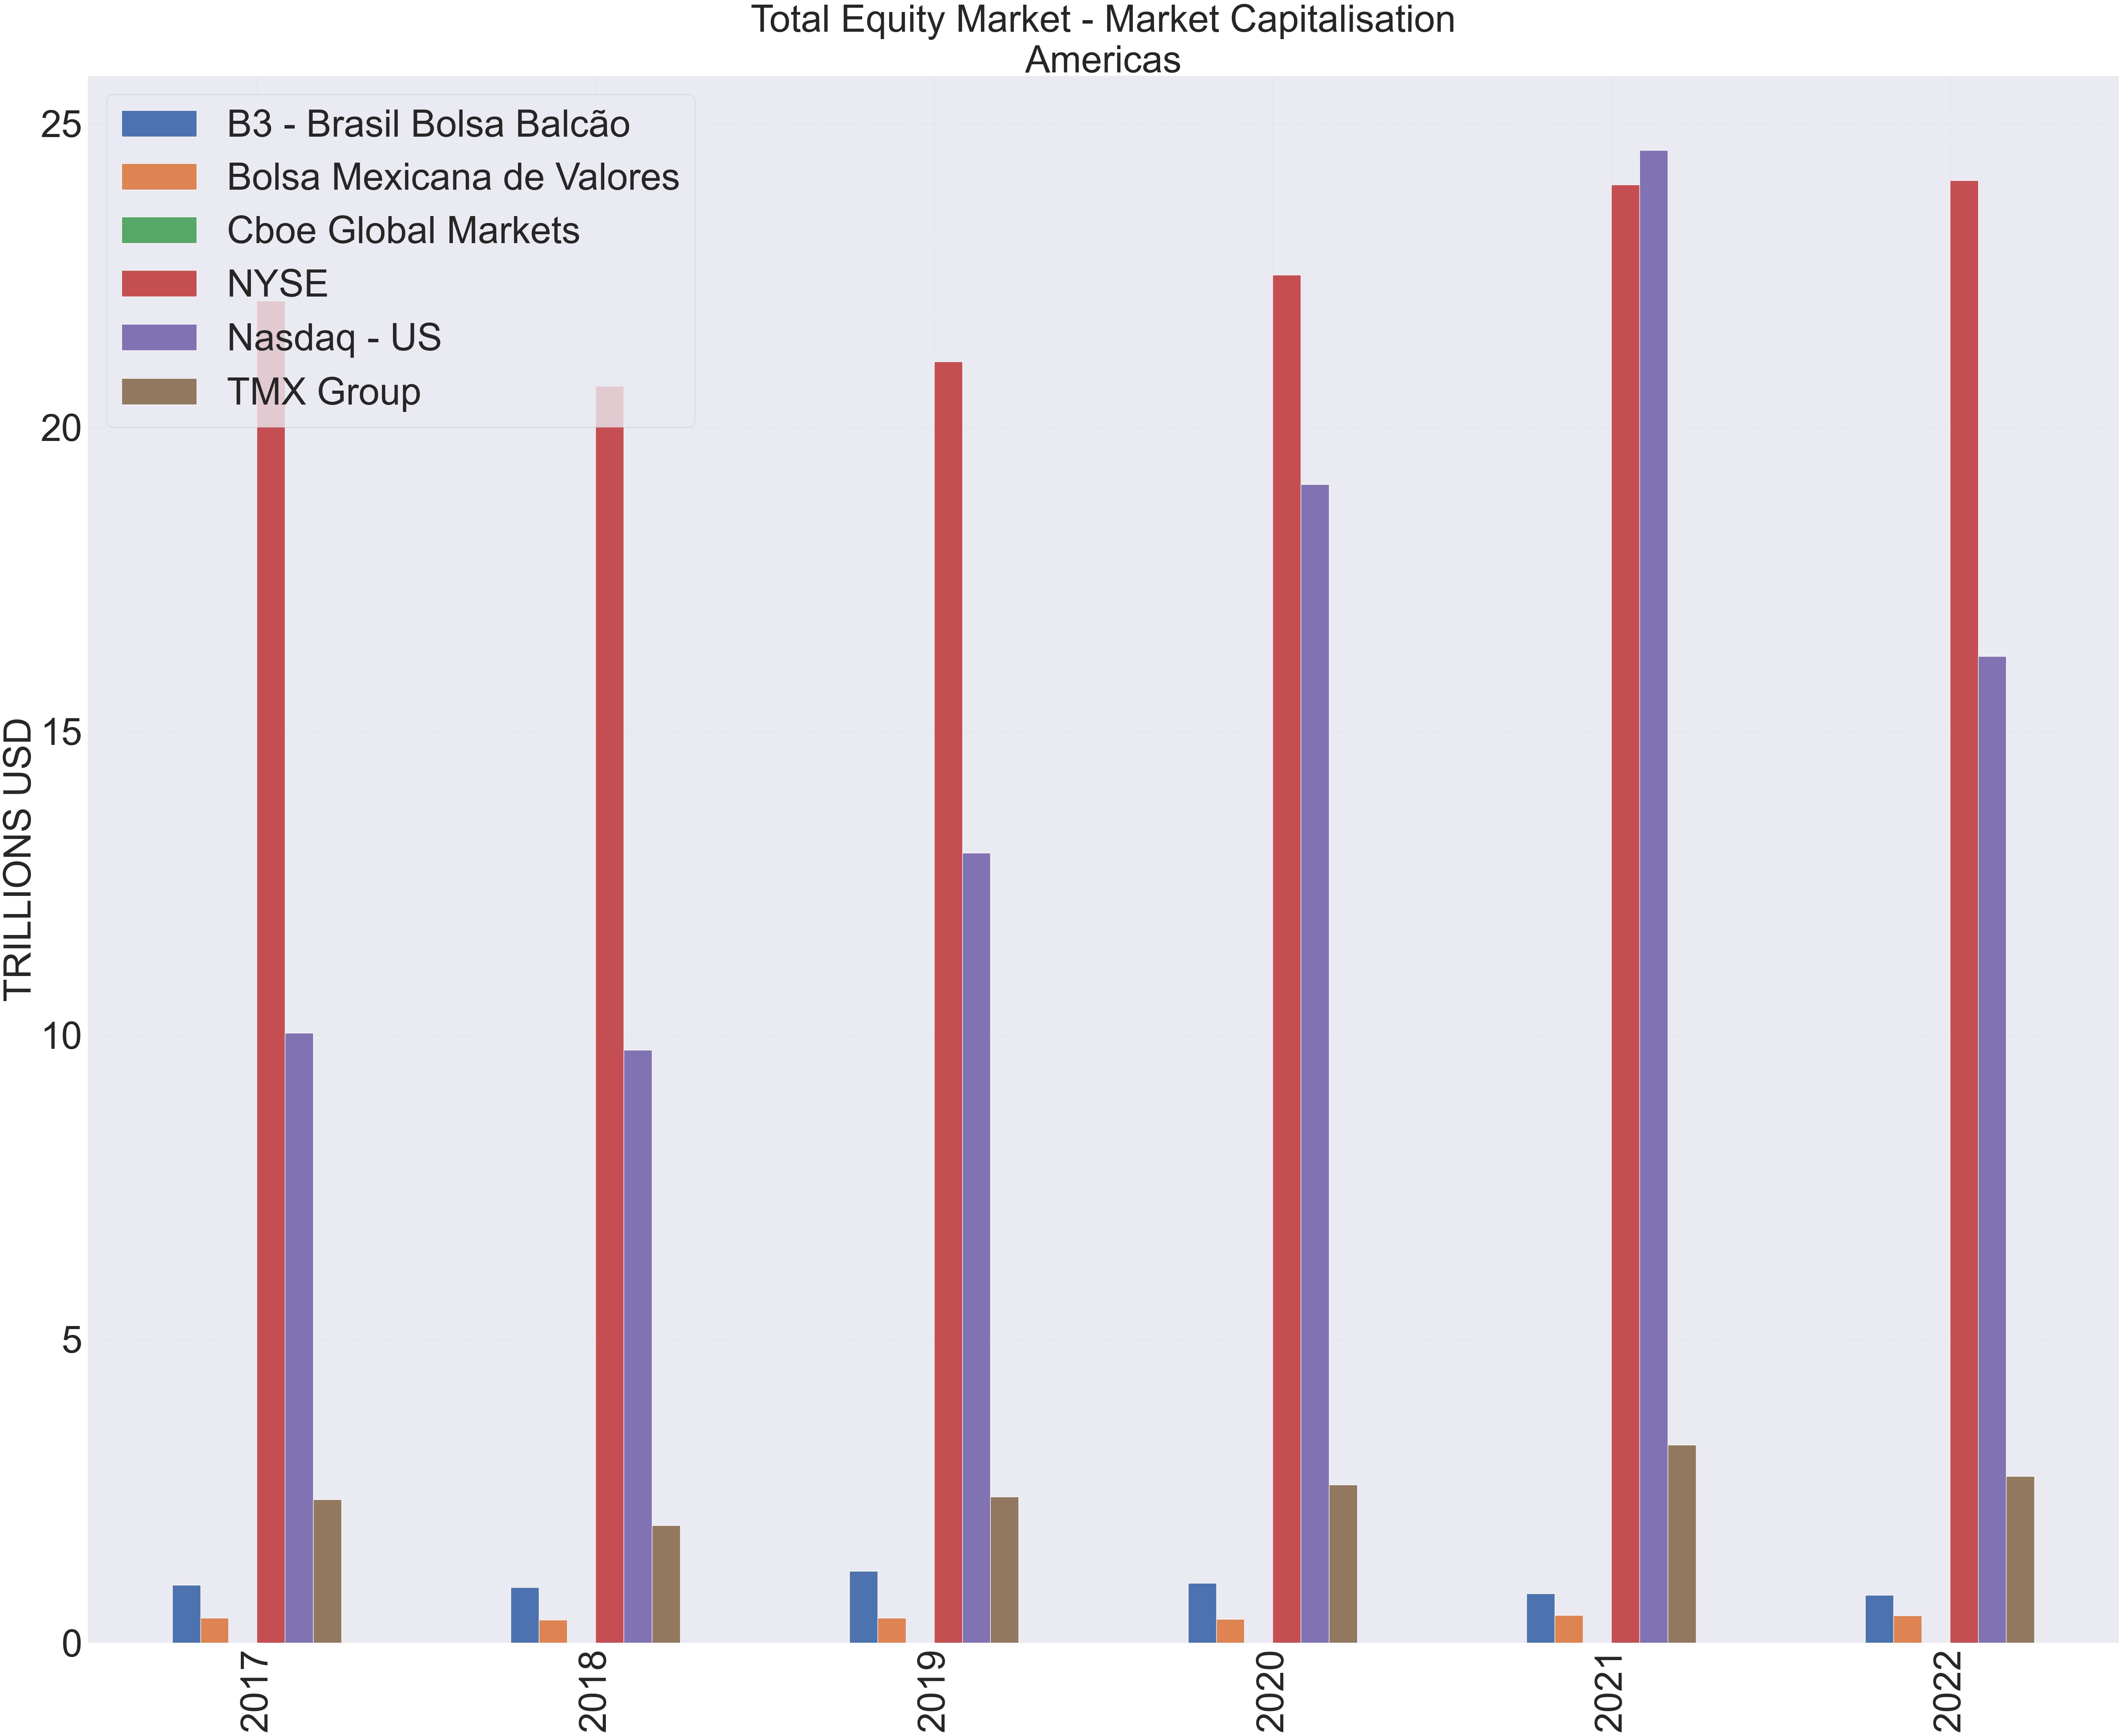 Total Equity Market - Market Capitalisation
Americas
B3 - Brasil Bolsa Balcão
Bolsa Mexicana de Valores
Cboe Global Markets
NYSE
Nasdaq - US
TMX Group
TRILLIONS USD
25
20
15
10
5
0
2017
2018
2019
2020
2021
2022